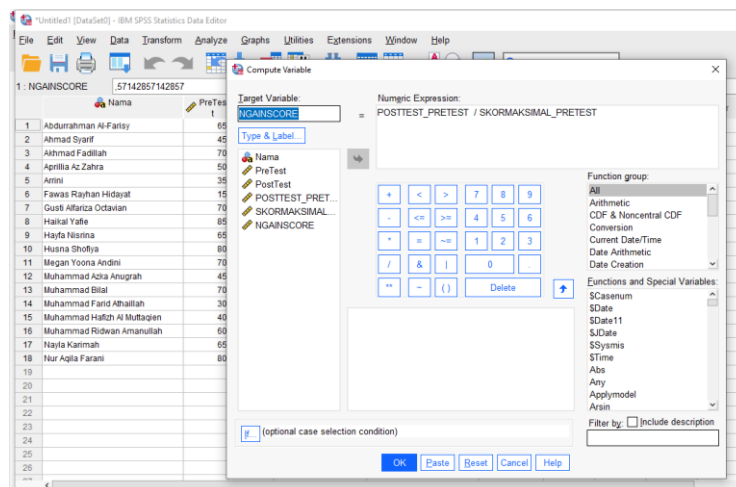 *Untitled1 [DataSet0] - IBM SPSS Statistics Data Editor
File Edit View Data Transform Analyze Graphs Utilities Extensions Window Help
1 : NGAINSCORE ,57142857142857
Nama PreTes
t
1 Abdurrahman Al-Farisy 65
2 Ahmad Syarif 45
3 Akhmad Fadillah 70
4 Aprillia Az Zahra 50
5 Arrini 35
6 Fawas Rayhan Hidayat 15
7 Gusti Alfariza Octavian 70
8 Haikal Yafie 85
9 Hayfa Nisrina 65
10 Husna Shofiya 80
11 Megan Yoona Andini 70
12 Muhammad Azka Anugrah 45
13 Muhammad Bilal 70
14 Muhammad Farid Athaillah 30
15 Muhammad Hafizh Al Muttaqien 40
16 Muhammad Ridwan Amanullah 60
17 Nayla Karimah 65
18 Nur Aqila Farani 80
19
20
21
22
23
24
25
26
Compute Variable
Target Variable:
NGAINSCORE
=
Numeric Expression:
POSTTEST_PRETEST / SKORMAKSIMAL_PRETEST
Type & Label...
Nama
PreTest
PostTest
POSTTEST_PRET...
SKORMAKSIMAL...
NGAINSCORE
+ < > 7 8 9
- <= >= 4 5 6
* = ~= 1 2 3
/ & | 0 .
** ~ ( ) Delete
Function group:
All
Arithmetic
CDF & Noncentral CDF
Conversion
Current Date/Time
Date Arithmetic
Date Creation
Functions and Special Variables:
$Casenum
$Date
$Date11
$JDate
$Sysmis
$Time
Abs
Any
Applymodel
Arsin
Filter by: Include description
If... (optional case selection condition)
OK Paste Reset Cancel Help